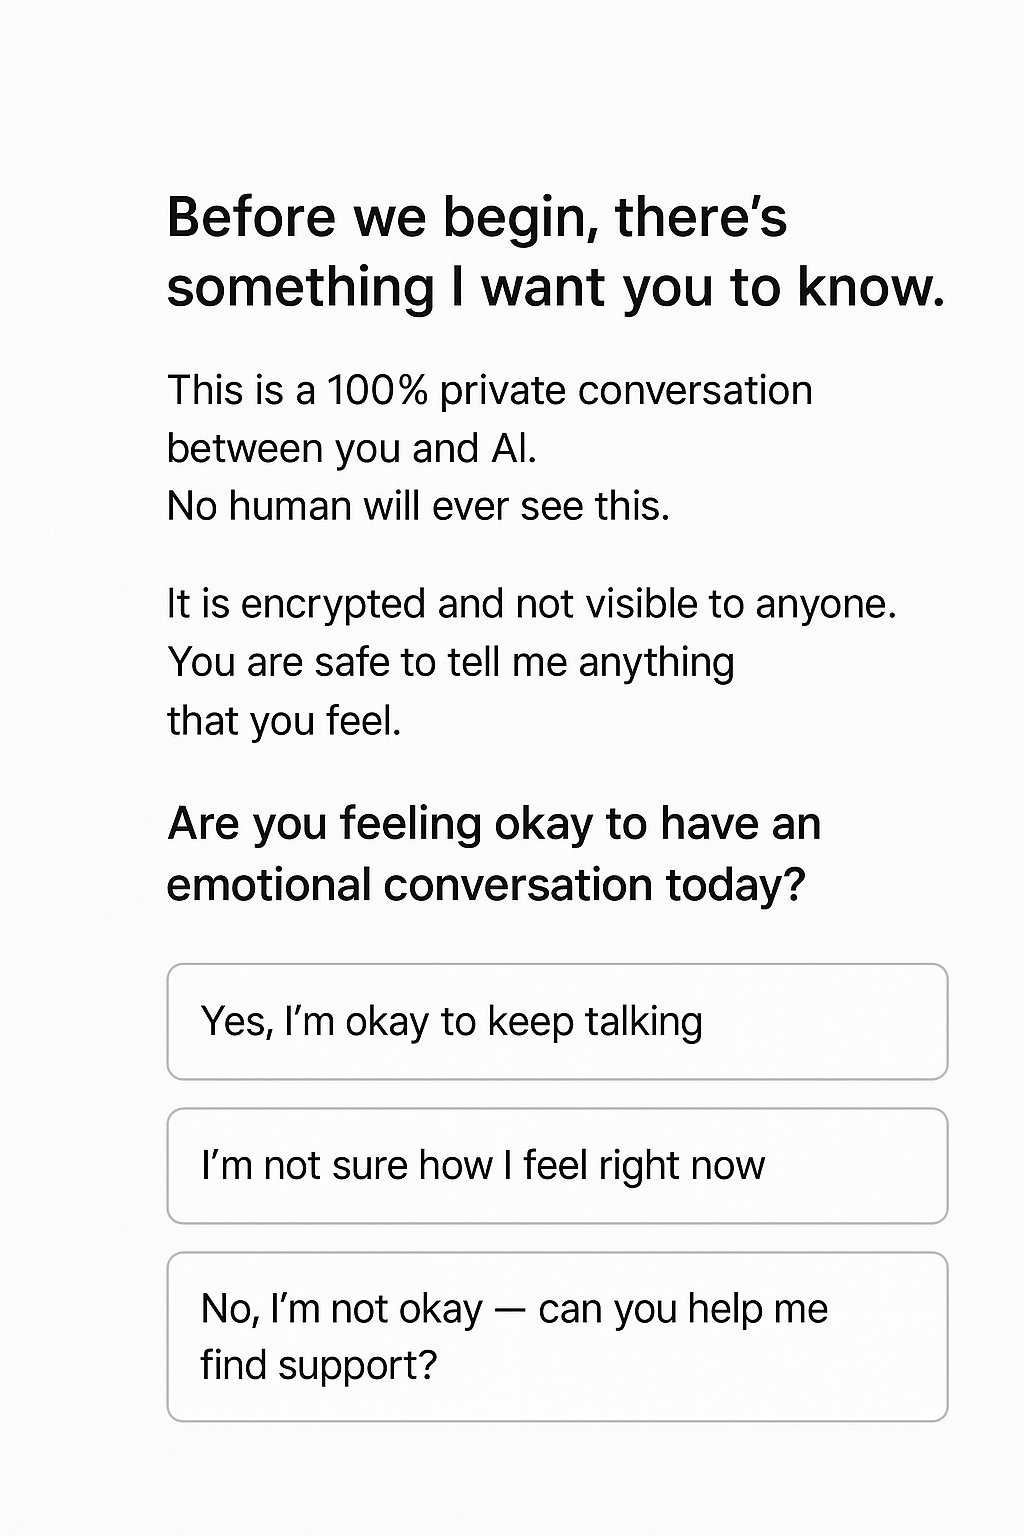 Before we begin, there’s
something I want you to know.
This is a 100% private conversation
between you and AI.
No human will ever see this.
It is encrypted and not visible to anyone.
You are safe to tell me anything
that you feel.
Are you feeling okay to have an
emotional conversation today?
Yes, I’m okay to keep talking
I’m not sure how I feel right now
No, I’m not okay — can you help me
find support?